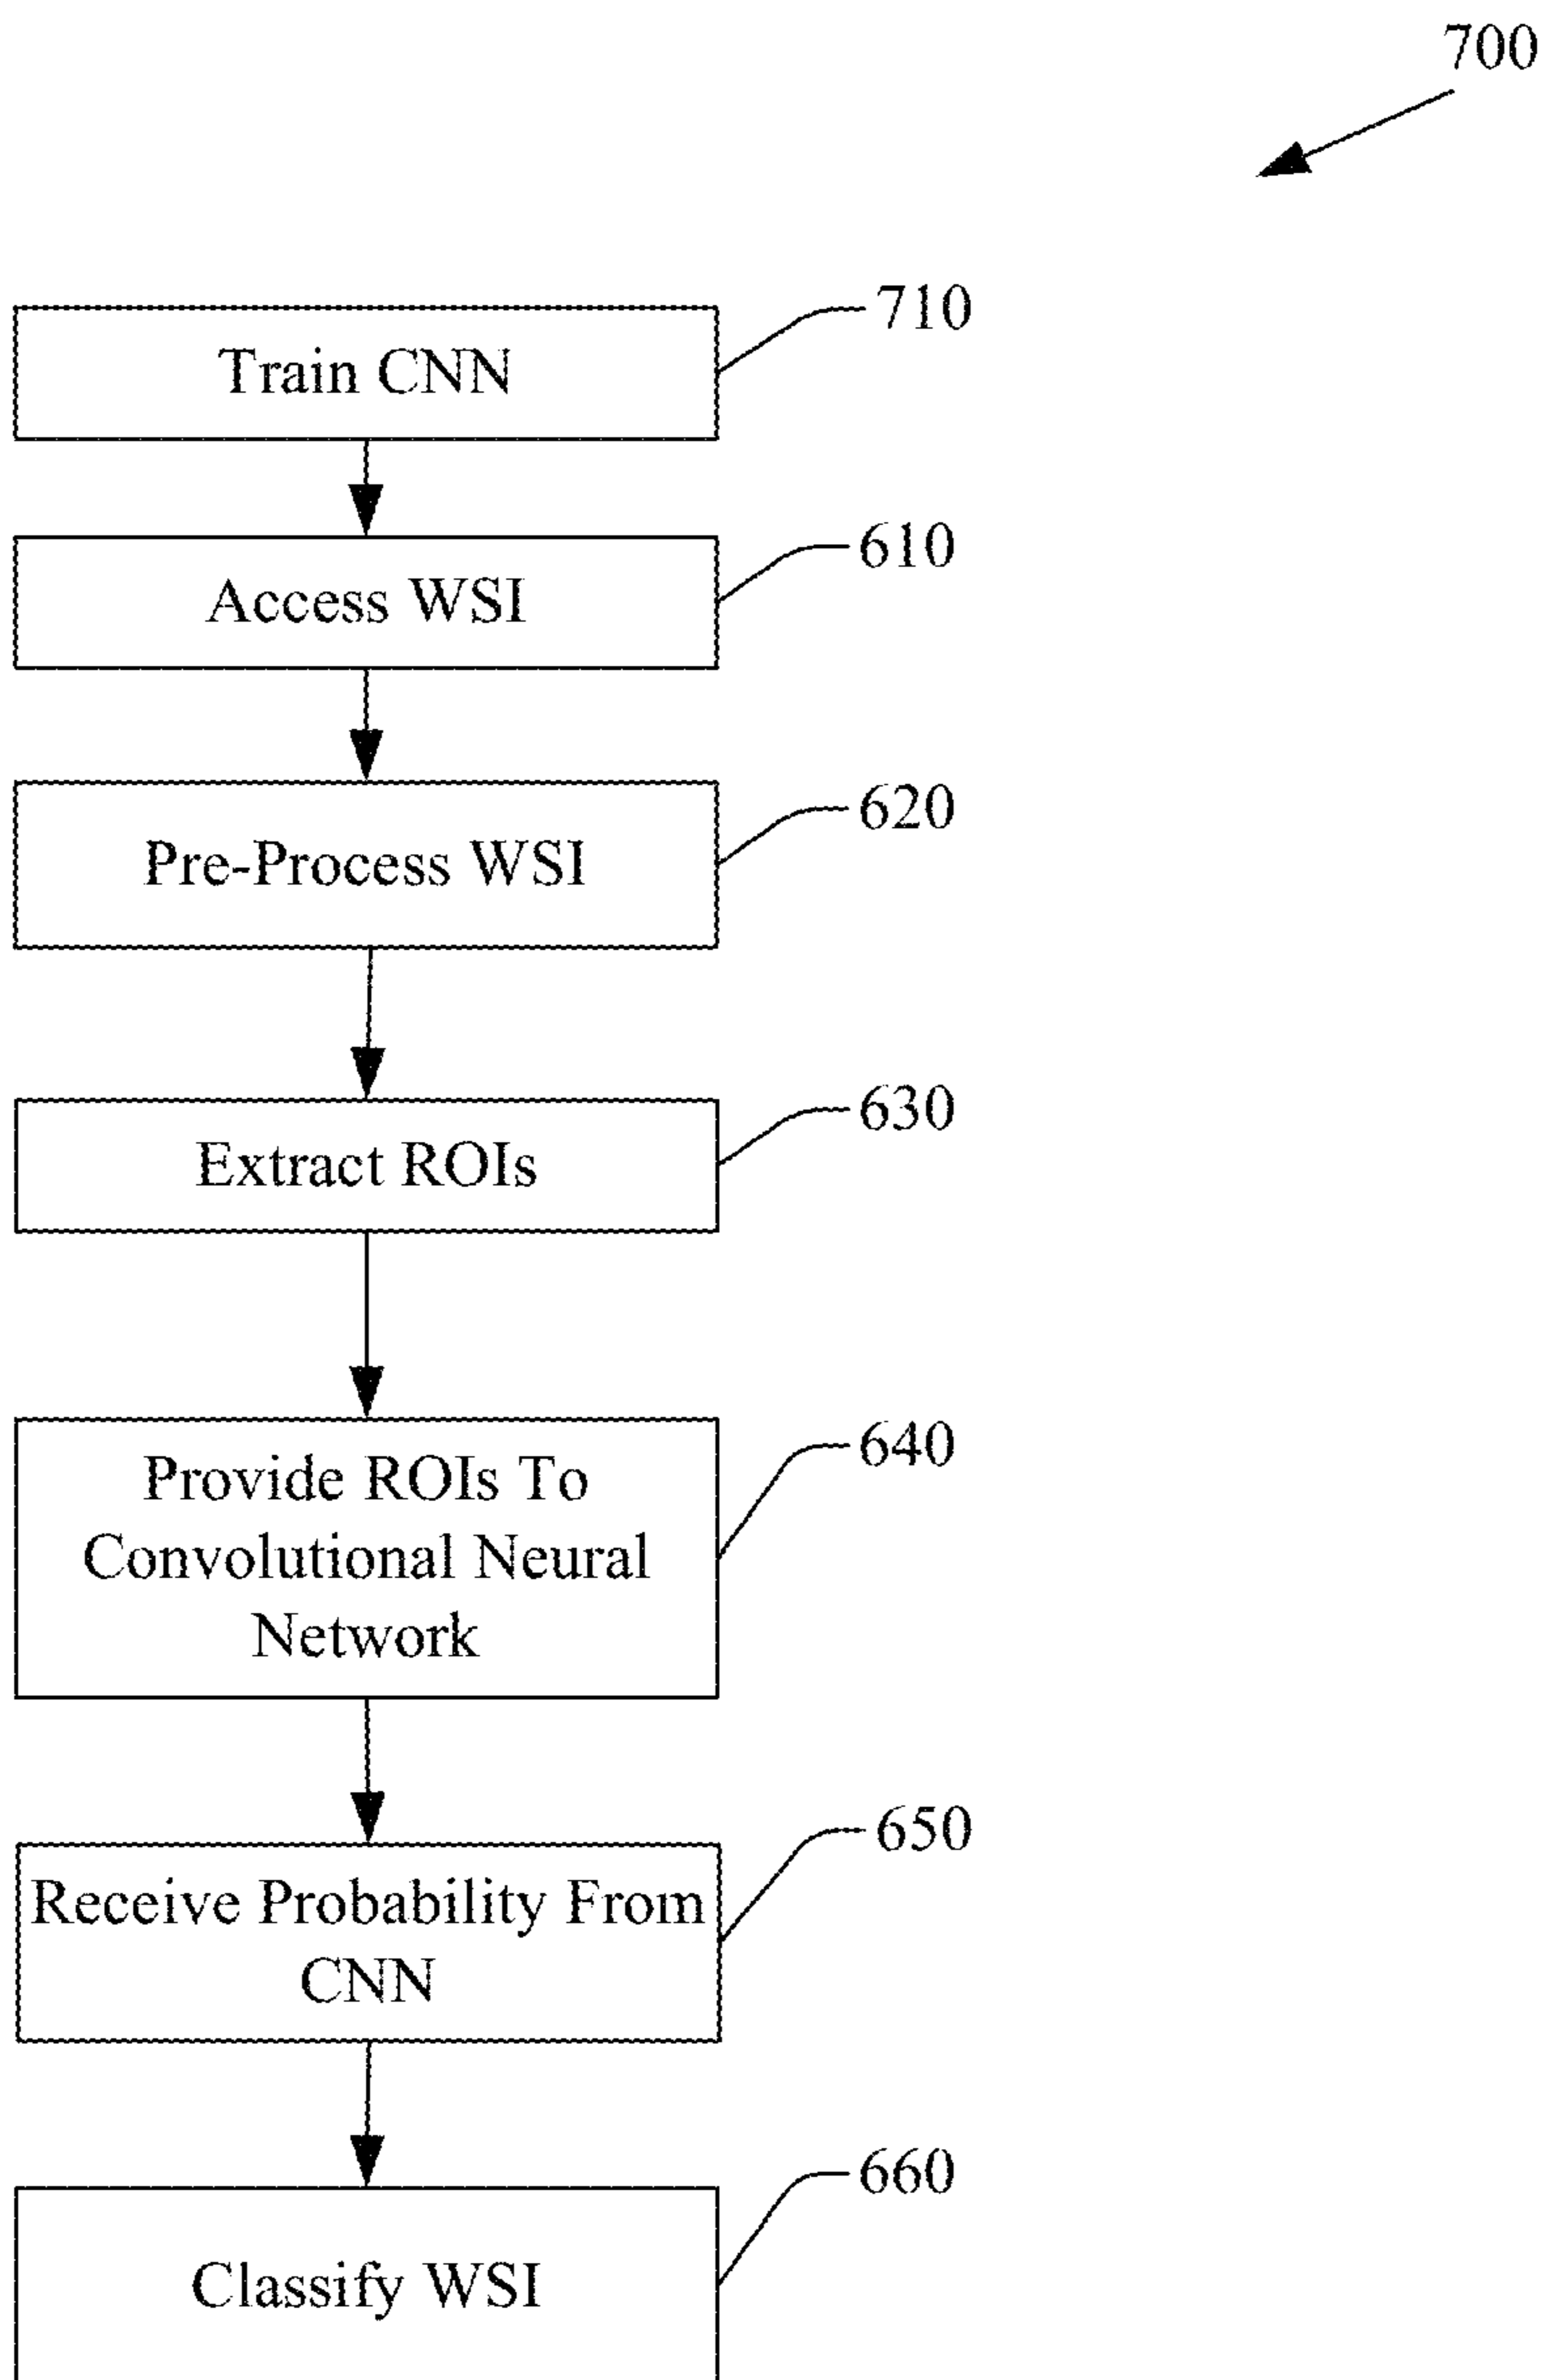 700
710
Train CNN
610
Access WSI
620
Pre-Process WSI
630
Extract ROIs
640
Provide ROIs To
Convolutional Neural
Network
650
Receive Probability From
CNN
660
Classify WSI